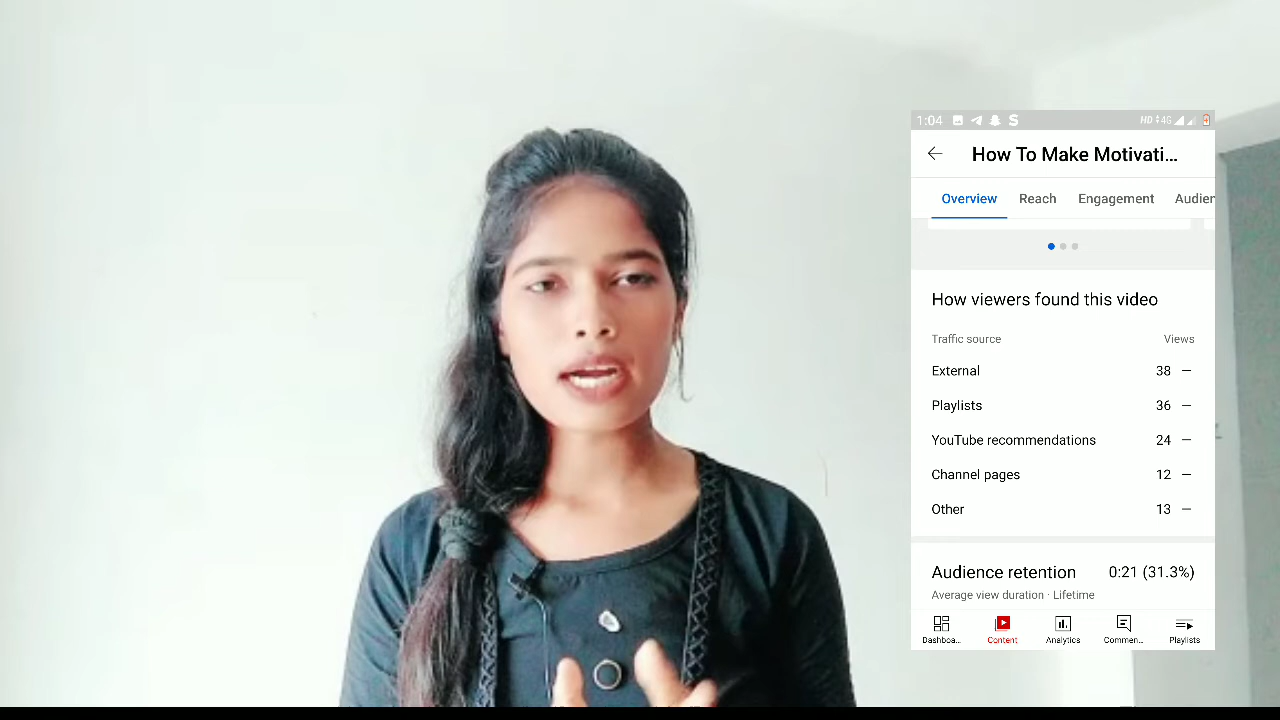 1:04 S HD 4G
How To Make Motivati...
Overview Reach Engagement Audien
How viewers found this video
Traffic source Views
External 38 —
Playlists 36 —
YouTube recommendations 24 —
Channel pages 12 —
Other 13 —
Audience retention 0:21 (31.3%)
Average view duration · Lifetime
Dashboa... Content Analytics Commen... Playlists